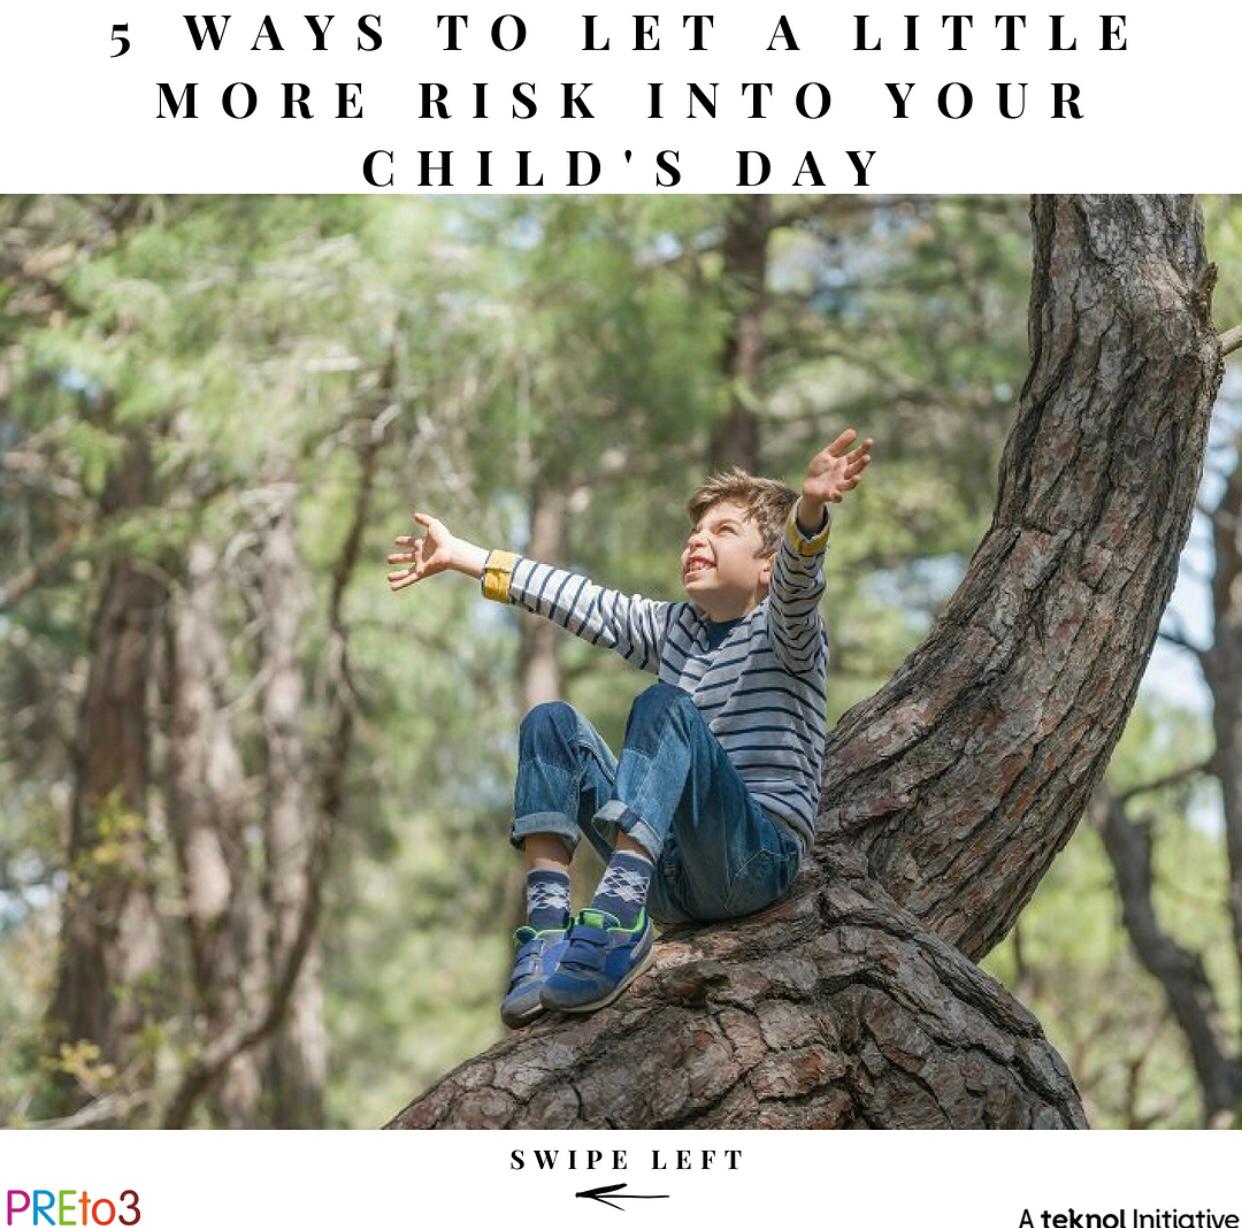 5 WAYS TO LET A LITTLE
MORE RISK INTO YOUR
CHILD'S DAY
SWIPE LEFT
PREto3
A teknol Initiative